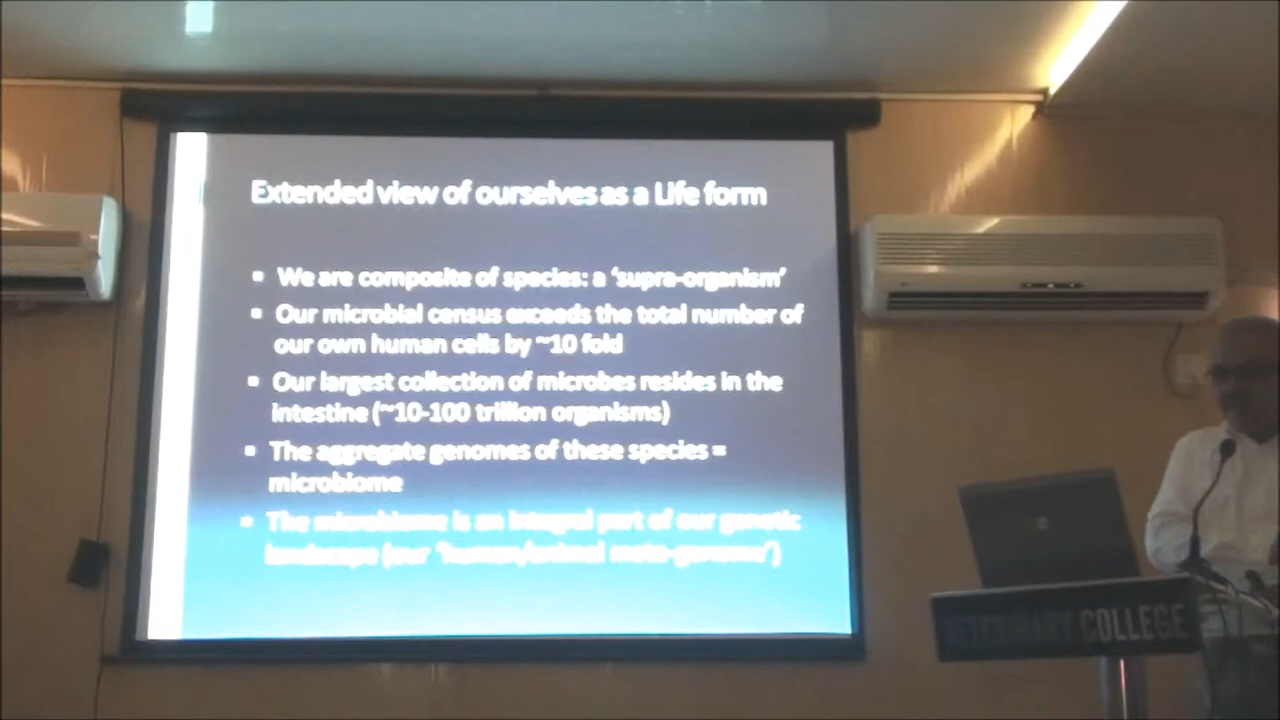 Extended view of ourselves as a Life form
▪ We are composite of species: a ‘supra-organism’
▪ Our microbial census exceeds the total number of
our own human cells by ~10 fold
▪ Our largest collection of microbes resides in the
intestine (~10-100 trillion organisms)
▪ The aggregate genomes of these species =
microbiome
▪ The microbiome is an integral part of our genetic
landscape (our ‘human/animal meta-genome’)
VETERINARY COLLEGE